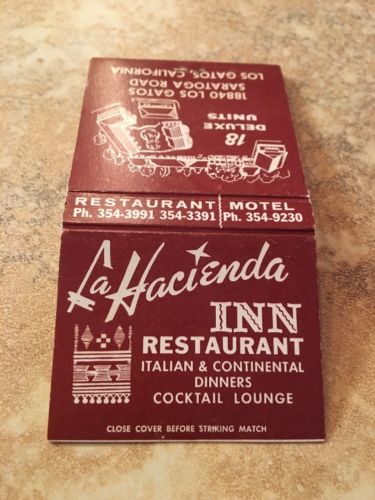 18840 LOS GATOS
SARATOGA ROAD
LOS GATOS, CALIFORNIA
18
DELUXE
UNITS
RESTAURANT MOTEL
Ph. 354-3991 354-3391 Ph. 354-9230
La Hacienda
INN
RESTAURANT
ITALIAN & CONTINENTAL
DINNERS
COCKTAIL LOUNGE
CLOSE COVER BEFORE STRIKING MATCH